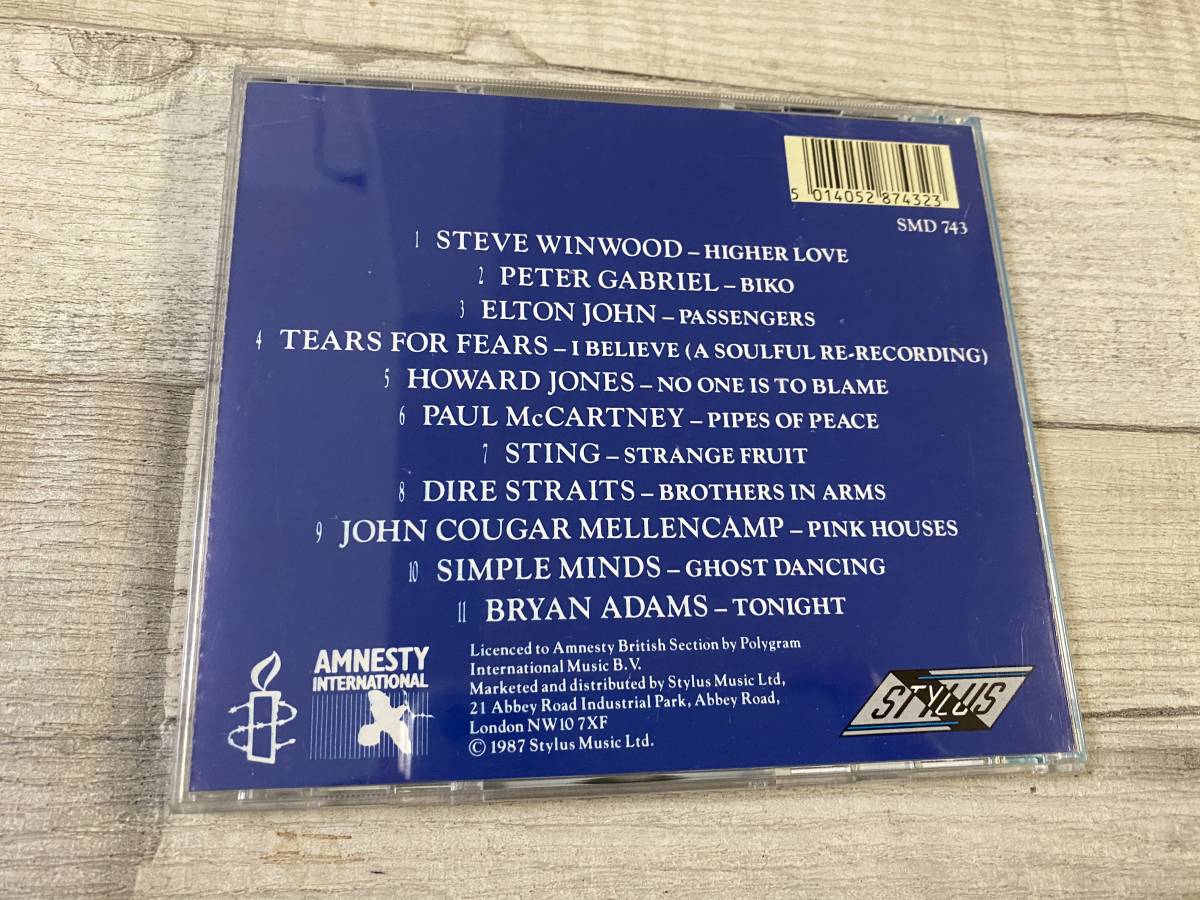 5 014052 874323
SMD 743
1 STEVE WINWOOD – HIGHER LOVE
2 PETER GABRIEL – BIKO
3 ELTON JOHN – PASSENGERS
4 TEARS FOR FEARS – I BELIEVE (A SOULFUL RE-RECORDING)
5 HOWARD JONES – NO ONE IS TO BLAME
6 PAUL McCARTNEY – PIPES OF PEACE
7 STING – STRANGE FRUIT
8 DIRE STRAITS – BROTHERS IN ARMS
9 JOHN COUGAR MELLENCAMP – PINK HOUSES
10 SIMPLE MINDS – GHOST DANCING
11 BRYAN ADAMS – TONIGHT
AMNESTY
INTERNATIONAL
Licenced to Amnesty British Section by Polygram
International Music B.V.
Marketed and distributed by Stylus Music Ltd,
21 Abbey Road Industrial Park, Abbey Road,
London NW10 7XF
© 1987 Stylus Music Ltd.
STYLUS